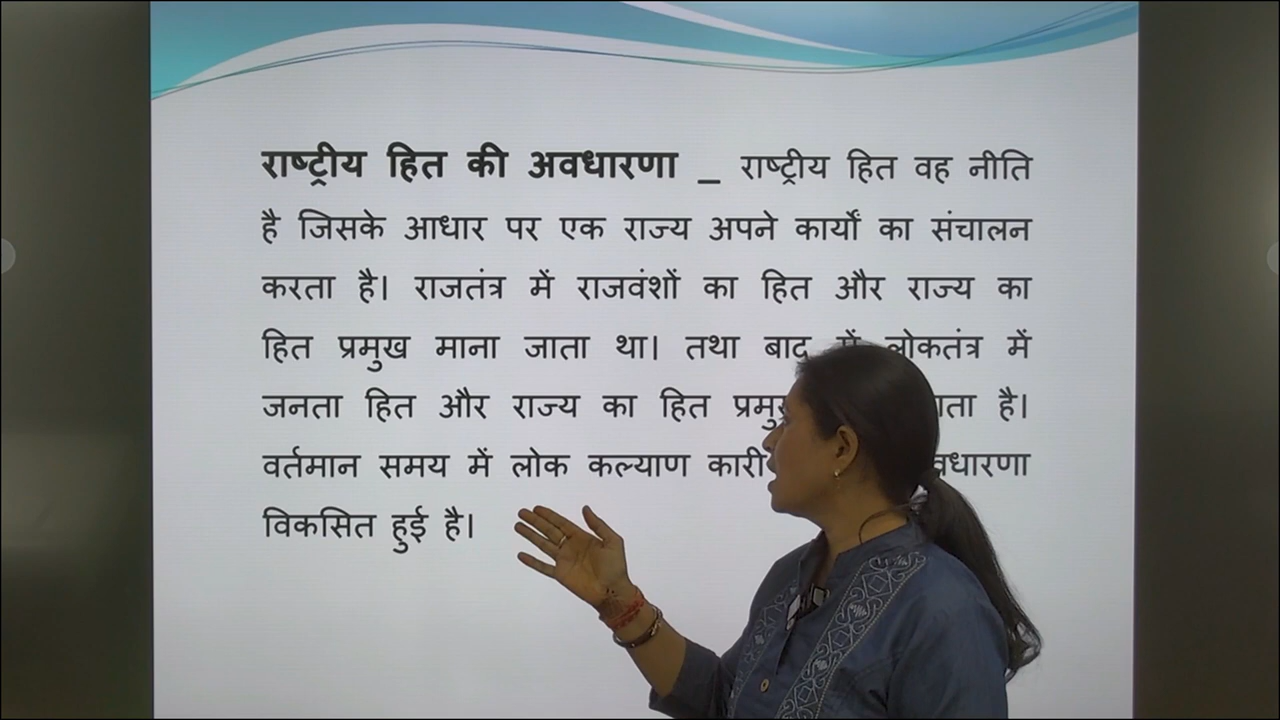 राष्ट्रीय हित की अवधारणा _ राष्ट्रीय हित वह नीति
है जिसके आधार पर एक राज्य अपने कार्यों का संचालन
करता है। राजतंत्र में राजवंशों का हित और राज्य का
हित प्रमुख माना जाता था। तथा बाद में लोकतंत्र में
जनता हित और राज्य का हित है।
वर्तमान समय में लोक कल्याण कारी
विकसित हुई है।